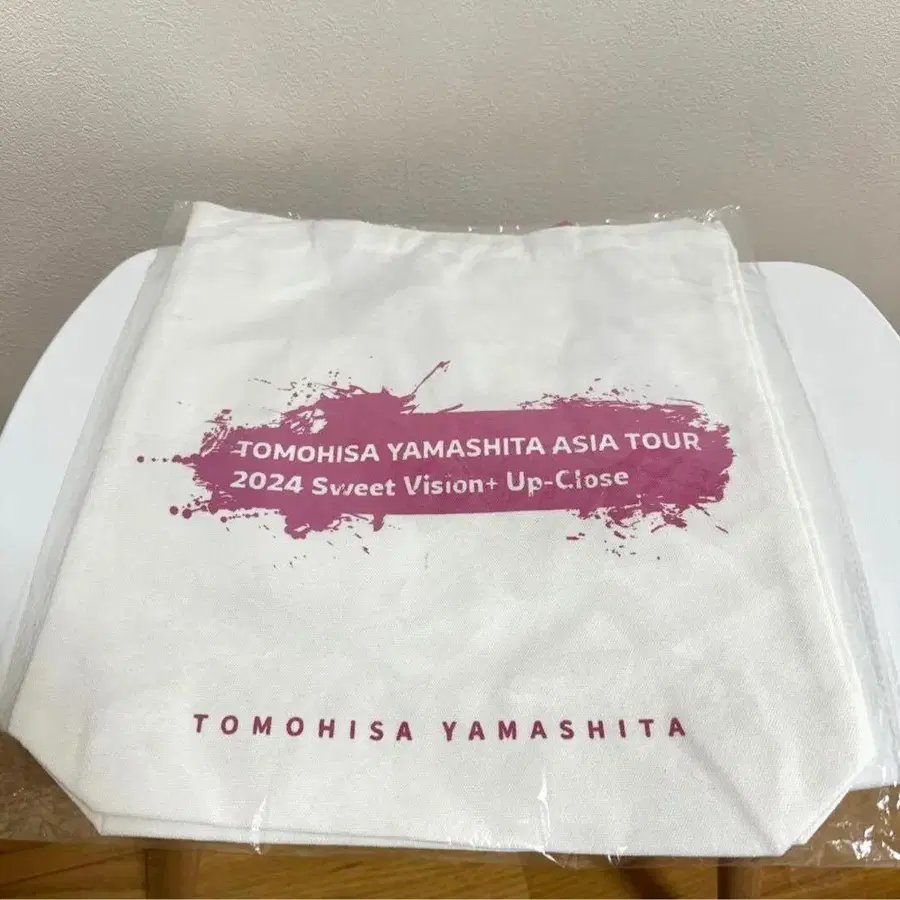 TOMOHISA YAMASHITA ASIA TOUR
2024 Sweet Vision+ Up-Close
TOMOHISA YAMASHITA